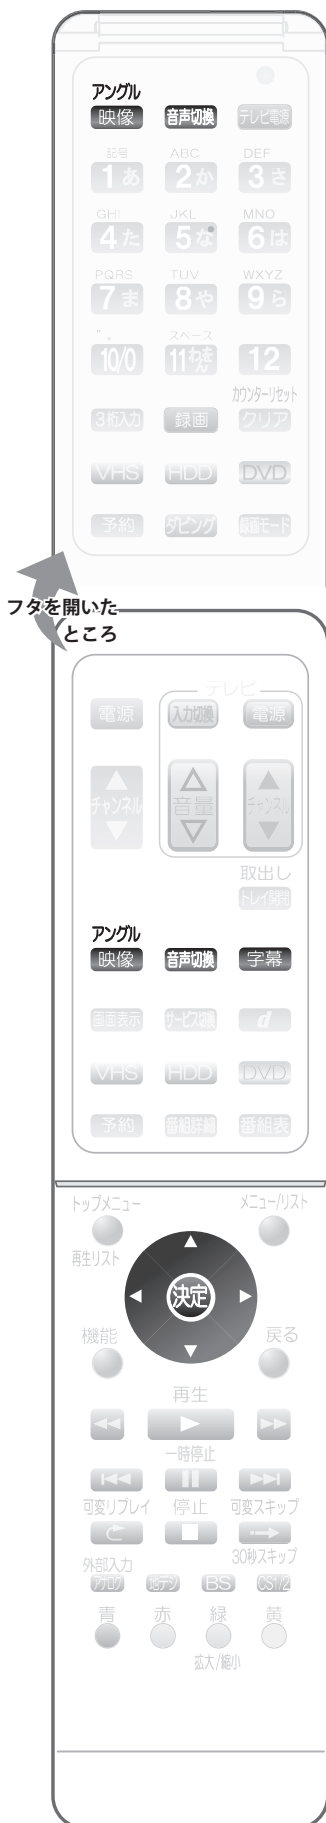 アングル
映像 音声切換 テレビ電源
記号 ABC DEF
1あ 2か 3さ
GHI JKL MNO
4た 5な 6は
PQRS TUV WXYZ
7ま 8や 9ら
スペース
10/0 11わをん 12
カウンターリセット
3桁入力 録画 クリア
VHS HDD DVD
予約 ダビング 録画モード
フタを開いた
ところ
テレビ
電源 入力切換 電源
チャンネル 音量 チャンネル
取出し
トレイ開閉
アングル
映像 音声切換 字幕
画面表示 サービス切換 d
VHS HDD DVD
予約 番組詳細 番組表
トップメニュー メニュー/リスト
再生リスト
決定
機能 戻る
再生
一時停止
可変リプレイ 停止 可変スキップ
外部入力 30秒スキップ
アナログ 地デジ BS CS1/2
青 赤 緑 黄
拡大/縮小